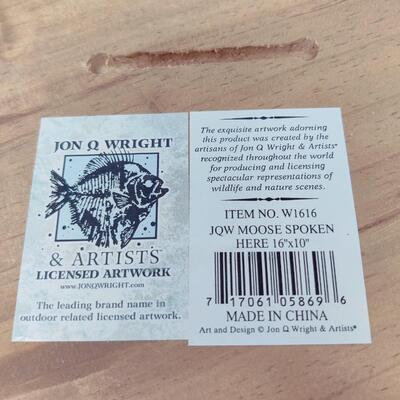 JON Q WRIGHT
& ARTISTS
LICENSED ARTWORK
www.JONQWRIGHT.com
The leading brand name in
outdoor related licensed artwork.
The exquisite artwork adorning
this product was created by the
artisans of Jon Q Wright & Artists®
recognized throughout the world
for producing and licensing
spectacular representations of
wildlife and nature scenes.
ITEM NO. W1616
JQW MOOSE SPOKEN
HERE 16"x10"
7 17061 05869 6
MADE IN CHINA
Art and Design © Jon Q Wright & Artists®